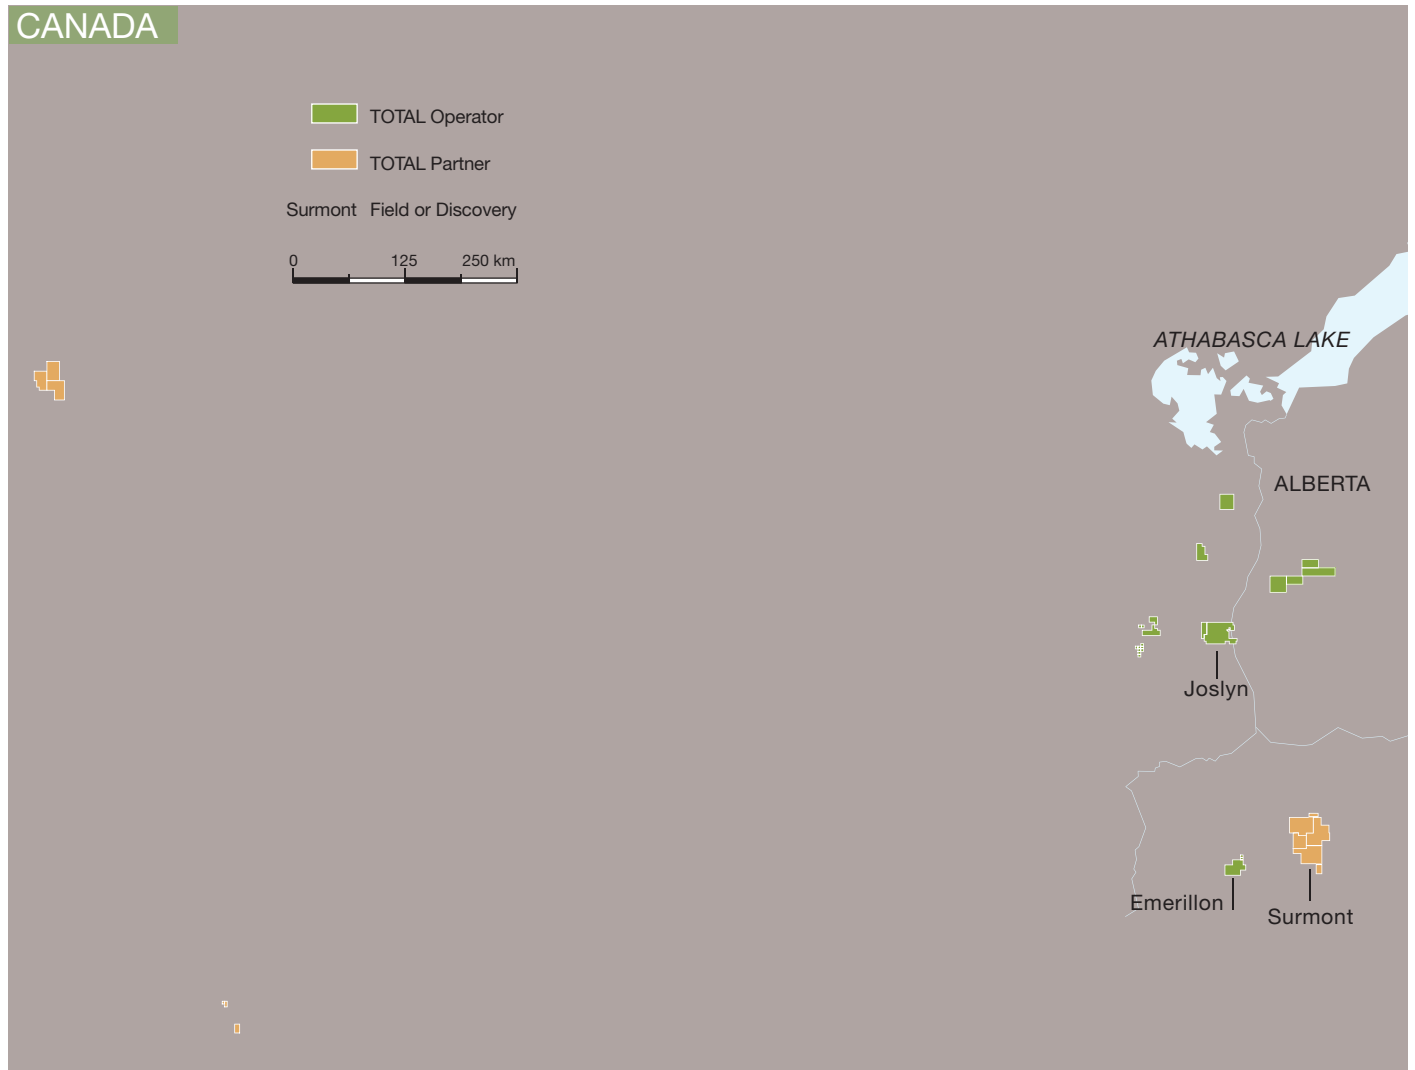 CANADA
TOTAL Operator
TOTAL Partner
Surmont Field or Discovery
0 125 250 km
ATHABASCA LAKE
ALBERTA
Joslyn
Emerillon
Surmont